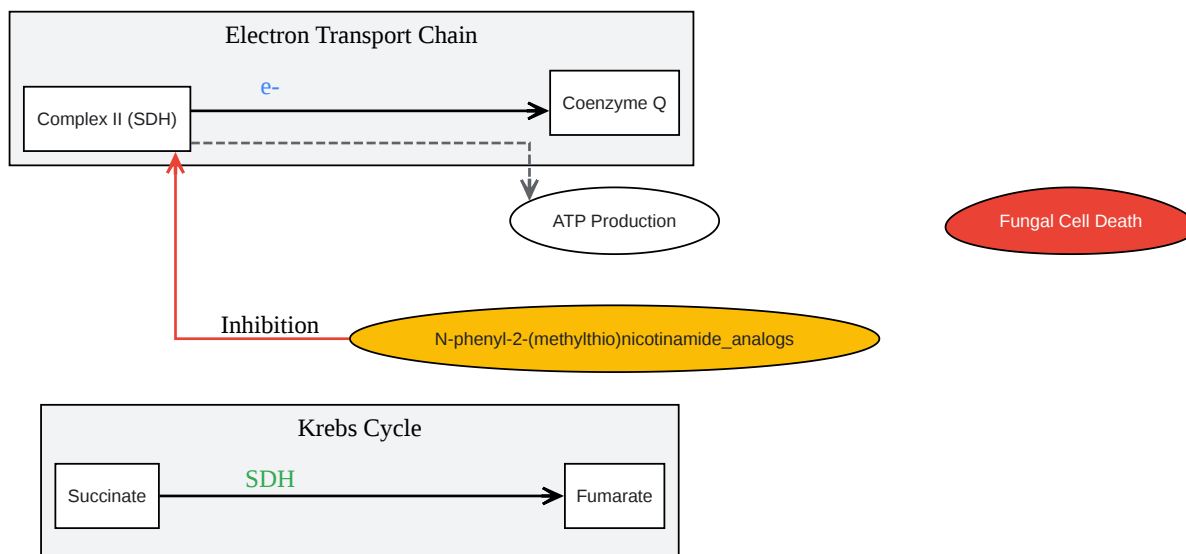 Electron Transport Chain
e-
Complex II (SDH)
Coenzyme Q
ATP Production
Fungal Cell Death
Inhibition
N-phenyl-2-(methylthio)nicotinamide_analogs
Krebs Cycle
SDH
Succinate
Fumarate